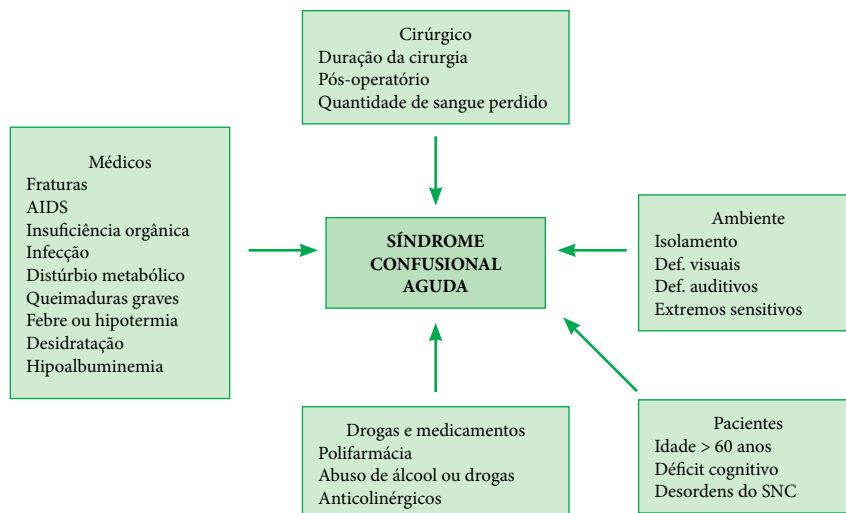 Cirúrgico
Duração da cirurgia
Pós-operatório
Quantidade de sangue perdido
Médicos
Fraturas
AIDS
Insuficiência orgânica
Infecção
Distúrbio metabólico
Queimaduras graves
Febre ou hipotermia
Desidratação
Hipoalbuminemia
SÍNDROME
CONFUSIONAL
AGUDA
Ambiente
Isolamento
Def. visuais
Def. auditivos
Extremos sensitivos
Drogas e medicamentos
Polifarmácia
Abuso de álcool ou drogas
Anticolinérgicos
Pacientes
Idade > 60 anos
Déficit cognitivo
Desordens do SNC